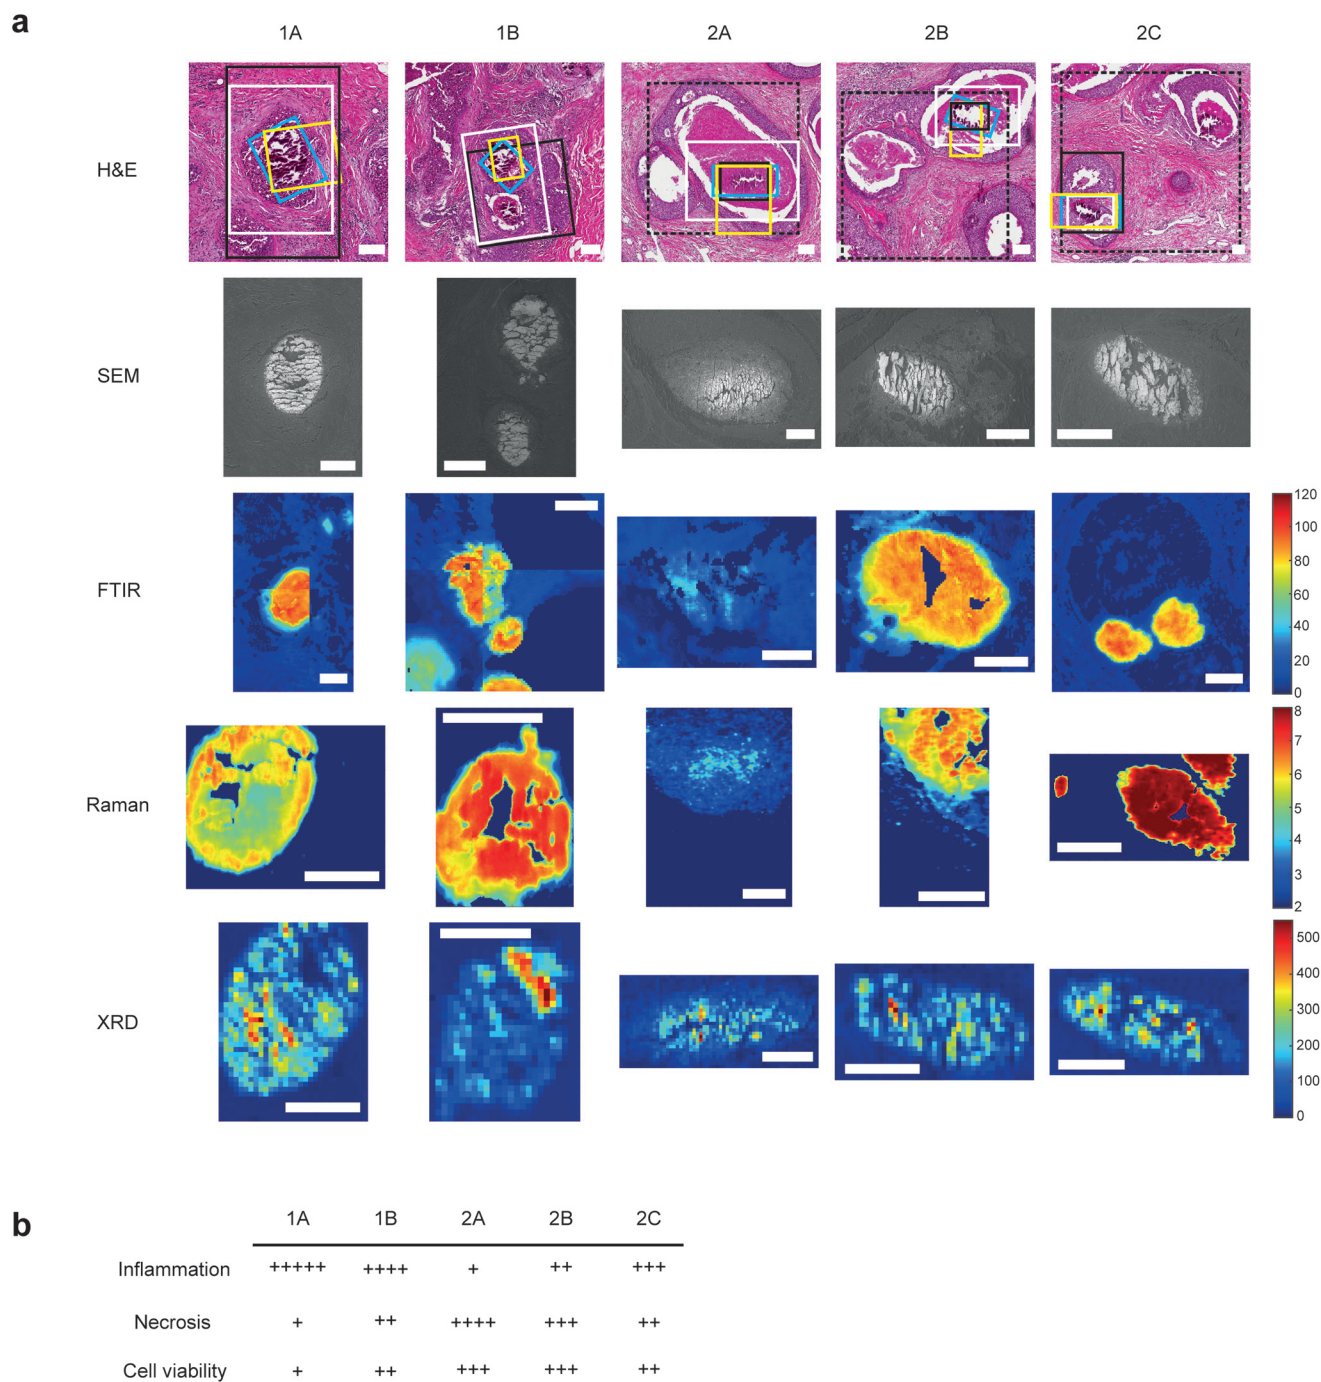 a
1A 1B 2A 2B 2C
H&E
SEM
FTIR
120
100
80
60
40
20
0
Raman
8
7
6
5
4
3
2
XRD
500
400
300
200
100
0
b
1A 1B 2A 2B 2C
Inflammation +++++ ++++ + ++ +++
Necrosis + ++ ++++ +++ ++
Cell viability + ++ +++ +++ ++